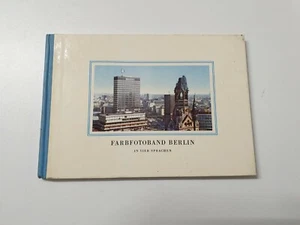 FARBFOTOBAND BERLIN
IN VIER SPRACHEN